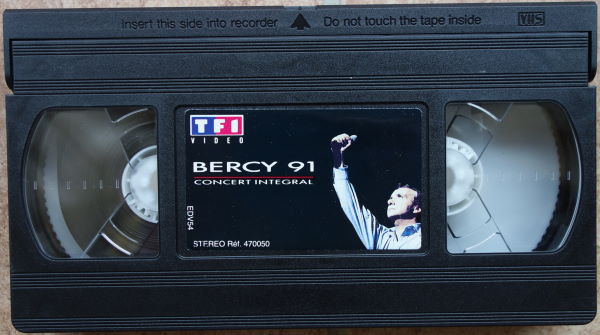 Insert this side into recorder Do not touch the tape inside VHS
TF1
VIDEO
BERCY 91
CONCERT INTEGRAL
EDV54
STEREO Réf. 470050